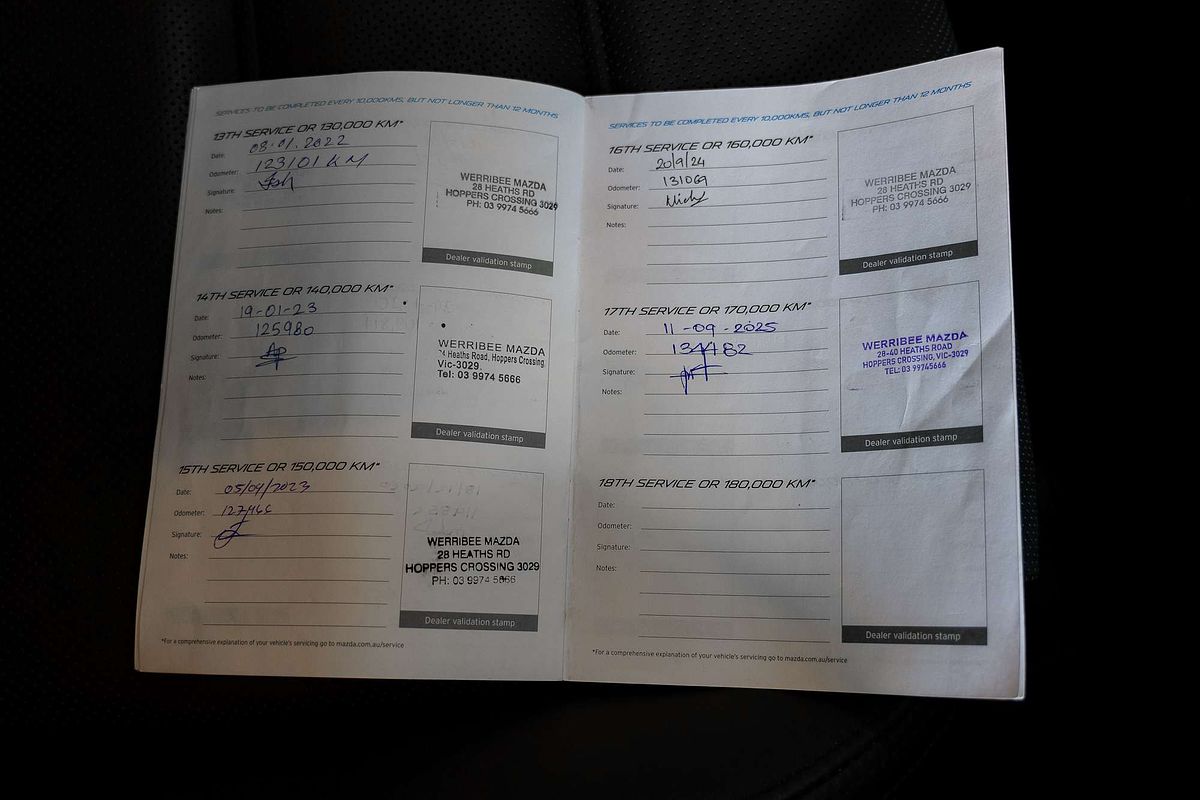 SERVICES TO BE COMPLETED EVERY 10,000KMS, BUT NOT LONGER THAN 12 MONTHS
13TH SERVICE OR 130,000 KM*
Date: 08-01.2022
Odometer: 123101 KM
Signature:
Notes:
WERRIBEE MAZDA
28 HEATHS RD
HOPPERS CROSSING 3029
PH: 03 9974 5666
Dealer validation stamp
14TH SERVICE OR 140,000 KM*
Date: 19-01-23
Odometer: 125980
Signature:
Notes:
WERRIBEE MAZDA
Heaths Road, Hoppers Crossing
Vic-3029.
Tel: 03 9974 5666
Dealer validation stamp
15TH SERVICE OR 150,000 KM*
Date:
Odometer:
Signature:
Notes:
WERRIBEE MAZDA
28 HEATHS RD
HOPPERS CROSSING 3029
PH: 03 9974 5666
Dealer validation stamp
*For a comprehensive explanation of your vehicle's servicing go to mazda.com.au/service
SERVICES TO BE COMPLETED EVERY 10,000KMS, BUT NOT LONGER THAN 12 MONTHS
16TH SERVICE OR 160,000 KM*
Date: 20/9/24
Odometer: 131069
Signature:
Notes:
WERRIBEE MAZDA
28 HEATHS RD
HOPPERS CROSSING 3029
PH: 03 9974 5666
Dealer validation stamp
17TH SERVICE OR 170,000 KM*
Date: 11-09-2025
Odometer: 134482
Signature:
Notes:
WERRIBEE MAZDA
28-40 HEATHS ROAD
HOPPERS CROSSING, VIC-3029
TEL: 03 99745666
Dealer validation stamp
18TH SERVICE OR 180,000 KM*
Date:
Odometer:
Signature:
Notes:
Dealer validation stamp
*For a comprehensive explanation of your vehicle's servicing go to mazda.com.au/service